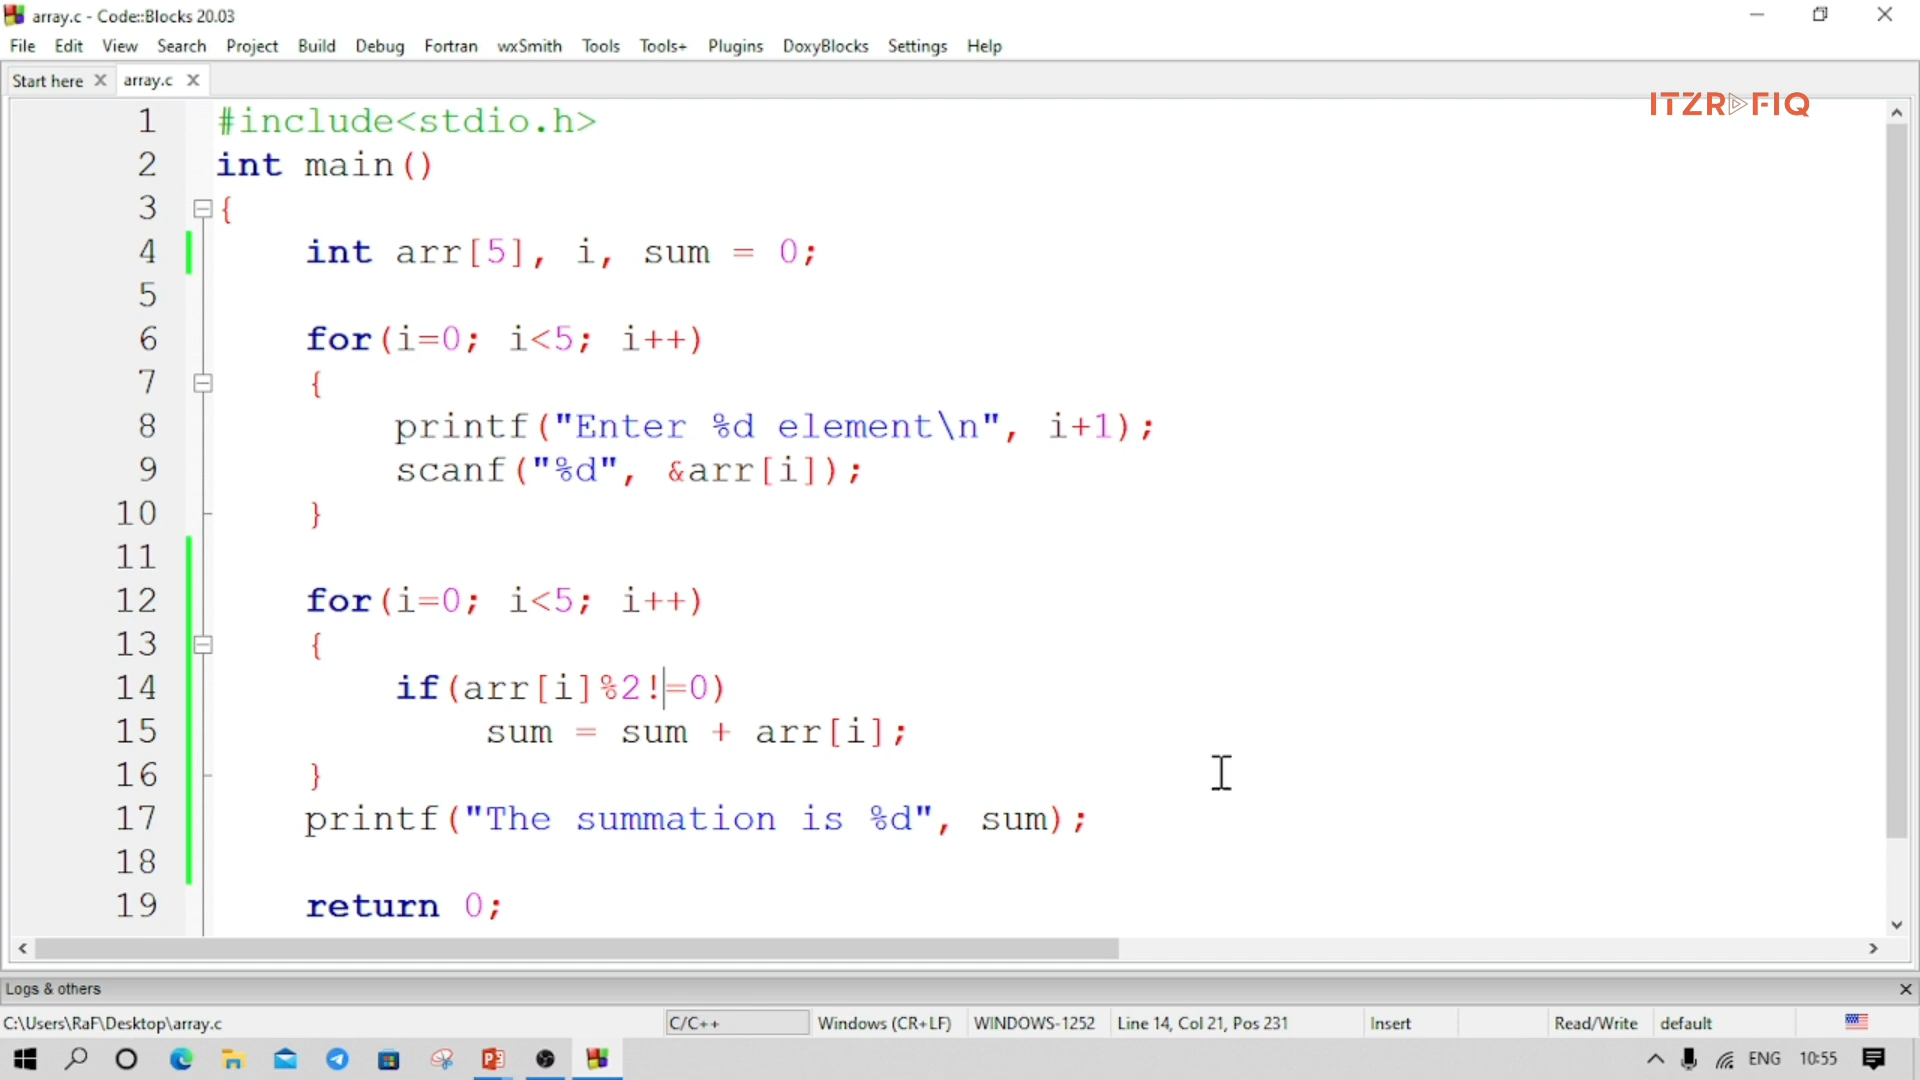 array.c - Code::Blocks 20.03
File Edit View Search Project Build Debug Fortran wxSmith Tools Tools+ Plugins DoxyBlocks Settings Help
Start here array.c
ITZRAFIQ
1 #include<stdio.h>
2 int main()
3 {
4 int arr[5], i, sum = 0;
5
6 for(i=0; i<5; i++)
7 {
8 printf("Enter %d element\n", i+1);
9 scanf("%d", &arr[i]);
10 }
11
12 for(i=0; i<5; i++)
13 {
14 if(arr[i]%2!=0)
15 sum = sum + arr[i];
16 }
17 printf("The summation is %d", sum);
18
19 return 0;
Logs & others
C:\Users\RaF\Desktop\array.c C/C++ Windows (CR+LF) WINDOWS-1252 Line 14, Col 21, Pos 231 Insert Read/Write default
ENG 10:55